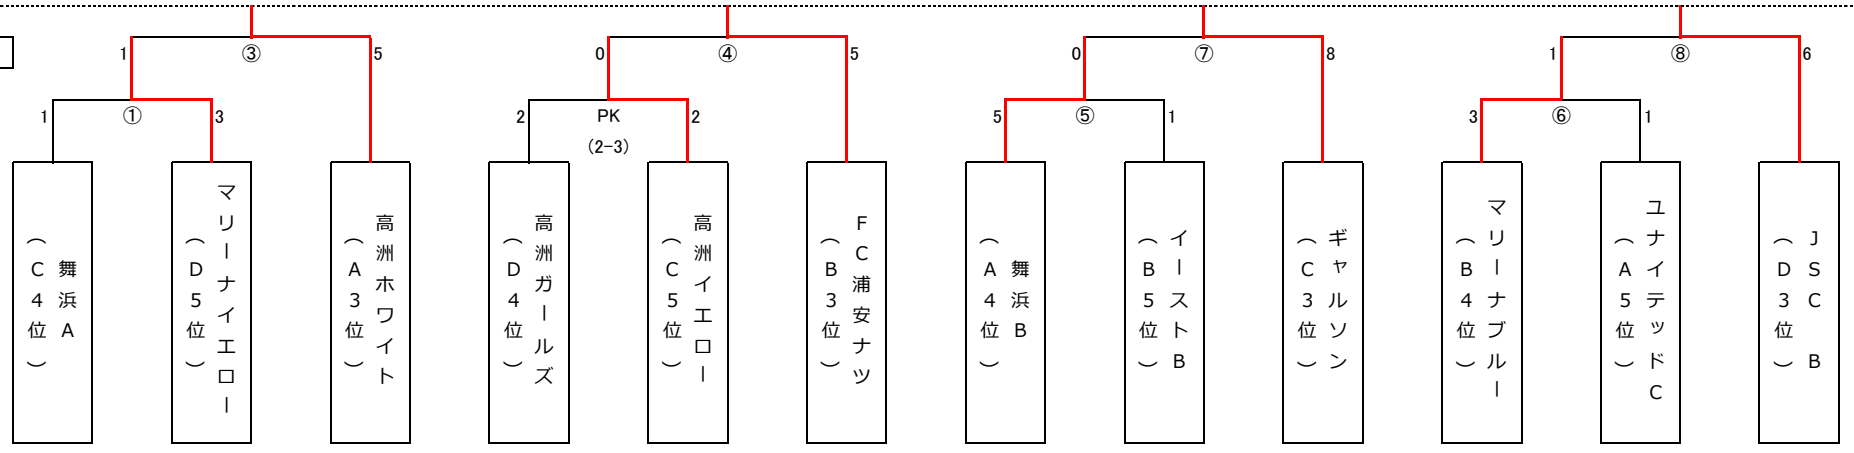 1 ③ 5
0 ④ 5
0 ⑦ 8
1 ⑧ 6
1 ① 3
2 PK 2
(2-3)
5 ⑤ 1
3 ⑥ 1
舞浜A
(C4位)
マリーナイエロー
(D5位)
高洲ホワイト
(A3位)
高洲ガールズ
(D4位)
高洲イエロー
(C5位)
FC浦安ナツ
(B3位)
舞浜B
(A4位)
イーストB
(B5位)
ギャルソン
(C3位)
マリーナブルー
(B4位)
ユナイテッドC
(A5位)
JSC B
(D3位)